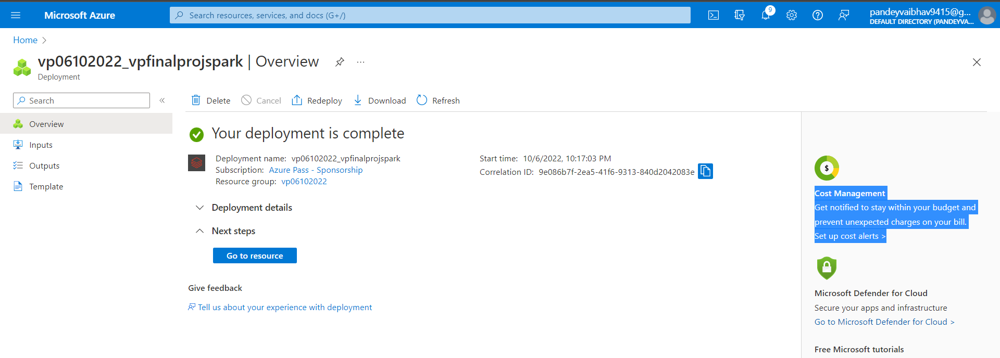 Microsoft Azure
Search resources, services, and docs (G+/)
9
pandeyvaibhav9415@g...
DEFAULT DIRECTORY (PANDEYVA...
Home >
vp06102022_vpfinalprojspark | Overview
...
Deployment
Search
«
Delete
Cancel
Redeploy
Download
Refresh
Overview
Inputs
Outputs
Template
Your deployment is complete
Deployment name: vp06102022_vpfinalprojspark
Subscription: Azure Pass - Sponsorship
Resource group: vp06102022
Start time: 10/6/2022, 10:17:03 PM
Correlation ID: 9e086b7f-2ea5-41f6-9313-840d2042083e
Deployment details
Next steps
Go to resource
Give feedback
Tell us about your experience with deployment
$
Cost Management
Get notified to stay within your budget and
prevent unexpected charges on your bill.
Set up cost alerts >
Microsoft Defender for Cloud
Secure your apps and infrastructure
Go to Microsoft Defender for Cloud >
Free Microsoft tutorials